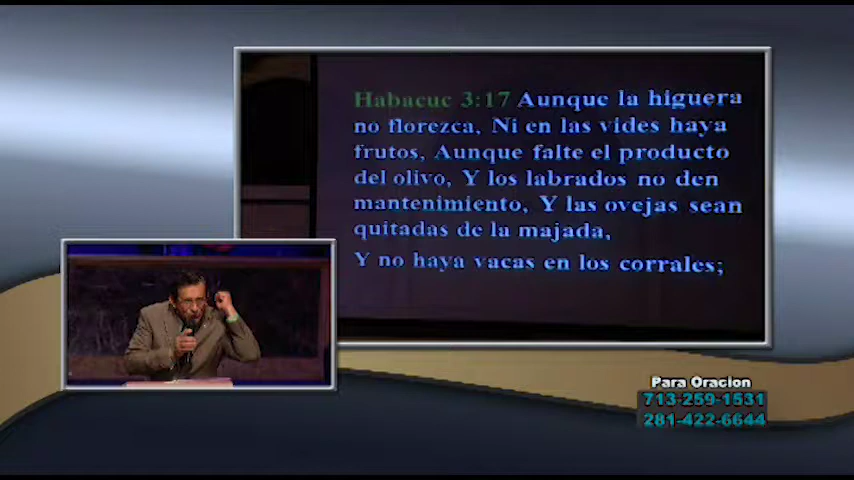 Habacuc 3:17 Aunque la higuera
no florezca, Ni en las vides haya
frutos, Aunque falte el producto
del olivo, Y los labrados no den
mantenimiento, Y las ovejas sean
quitadas de la majada,
Y no haya vacas en los corrales;
Para Oracion
713-259-1531
281-422-6644